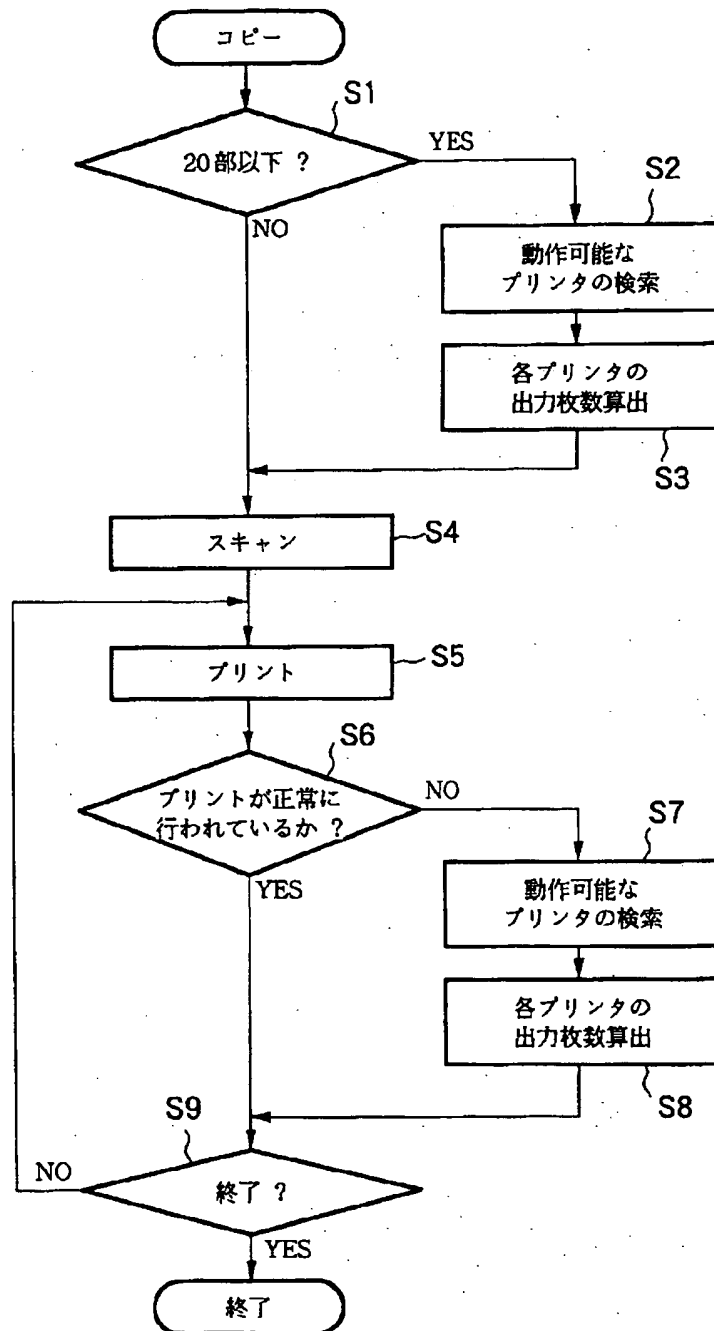 コピー
S1
20部以下 ?
YES
NO
S2
動作可能な
プリンタの検索
各プリンタの
出力枚数算出
S3
スキャン
S4
プリント
S5
S6
プリントが正常に
行われているか ?
NO
YES
S7
動作可能な
プリンタの検索
各プリンタの
出力枚数算出
S8
S9
NO
終了 ?
YES
終了